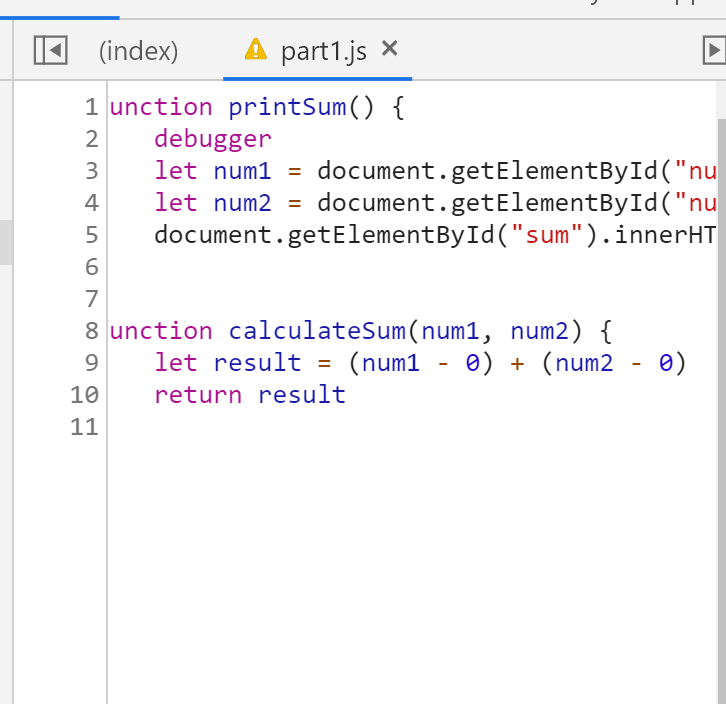 (index) part1.js ×
1 unction printSum() {
2 debugger
3 let num1 = document.getElementById("nu
4 let num2 = document.getElementById("nu
5 document.getElementById("sum").innerHT
6
7
8 unction calculateSum(num1, num2) {
9 let result = (num1 - 0) + (num2 - 0)
10 return result
11